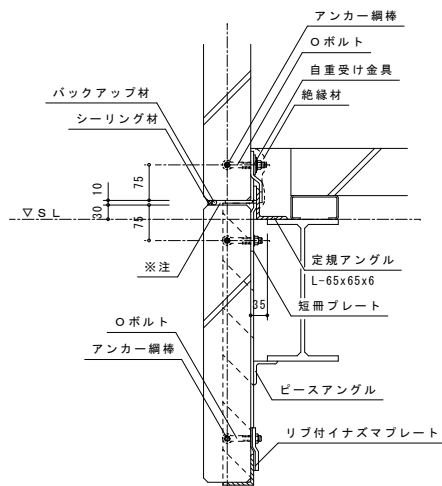 アンカー綱棒
Oボルト
自重受け金具
絶縁材
バックアップ材
シーリング材
75
10
30
75
▽SL
※注
定規アングル
L-65x65x6
短冊プレート
35
Oボルト
アンカー綱棒
ピースアングル
リブ付イナズマプレート